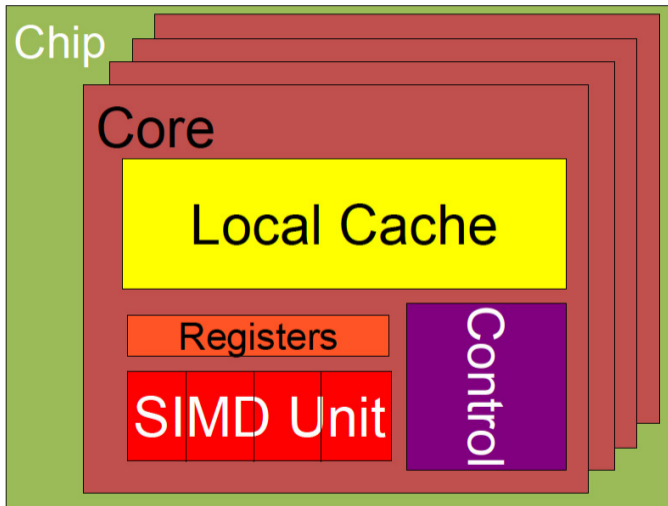 Chip
Core
Local Cache
Registers
SIMD Unit
Control